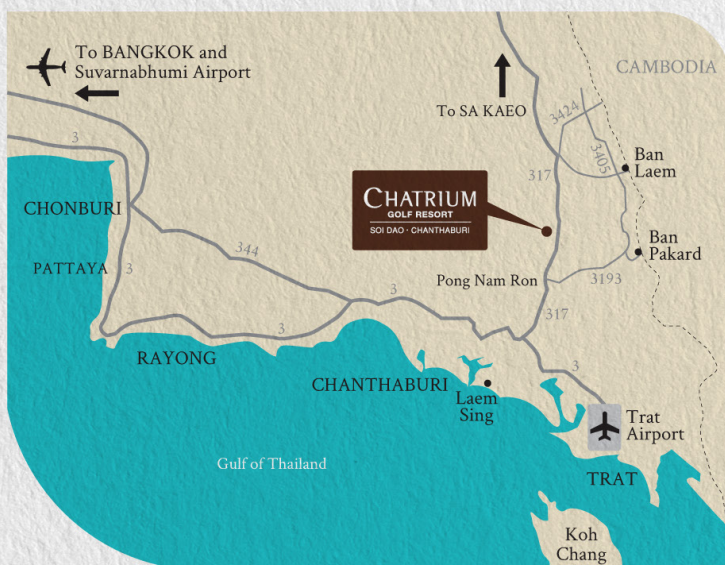 To BANGKOK and
Suvarnabhumi Airport
CAMBODIA
To SA KAEO
3
3424
3405
Ban
Laem
317
CHATRIUM
GOLF RESORT
SOI DAO · CHANTHABURI
CHONBURI
344
Ban
Pakard
PATTAYA
3
Pong Nam Ron
3193
3
317
3
RAYONG
3
CHANTHABURI
Laem
Sing
Trat
Airport
Gulf of Thailand
TRAT
Koh
Chang